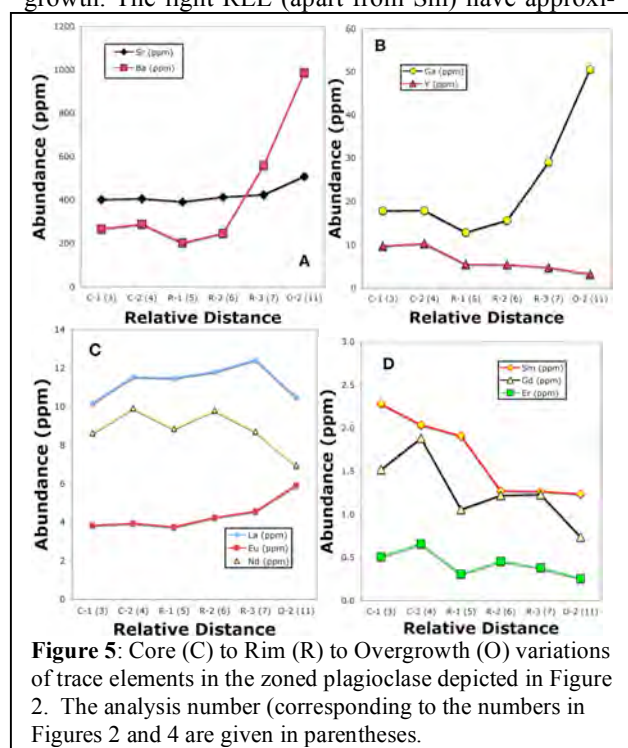 growth. The light REE (apart from Sm) have approxi-
1200
1000
800
600
400
200
0
Abundance (ppm)
Sr (ppm)
Ba (ppm)
A
C-1 (3) C-2 (4) R-1 (5) R-2 (6) R-3 (7) O-2 (11)
Relative Distance
60
50
40
30
20
10
0
Abundance (ppm)
B
Ga (ppm)
Y (ppm)
C-1 (3) C-2 (4) R-1 (5) R-2 (6) R-3 (7) O-2 (11)
Relative Distance
14
12
10
8
6
4
2
0
Abundance (ppm)
C
La (ppm)
Eu (ppm)
Nd (ppm)
C-1 (3) C-2 (4) R-1 (5) R-2 (6) R-3 (7) O-2 (11)
Relative Distance
3.0
2.5
2.0
1.5
1.0
0.5
0.0
Abundance (ppm)
D
Sm (ppm)
Gd (ppm)
Er (ppm)
C-1 (3) C-2 (4) R-1 (5) R-2 (6) R-3 (7) O-2 (11)
Relative Distance
Figure 5: Core (C) to Rim (R) to Overgrowth (O) variations
of trace elements in the zoned plagioclase depicted in Figure
2. The analysis number (corresponding to the numbers in
Figures 2 and 4 are given in parentheses.